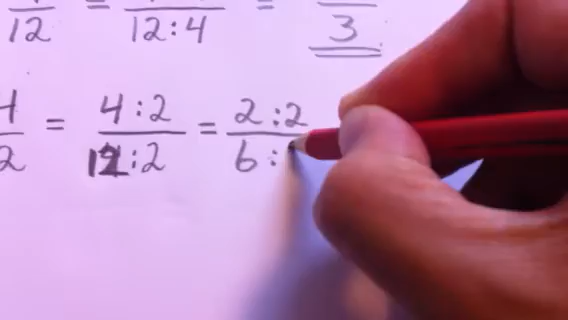 12 = 12:4 = 3
4:2 = 2:2
= 12:2 6: